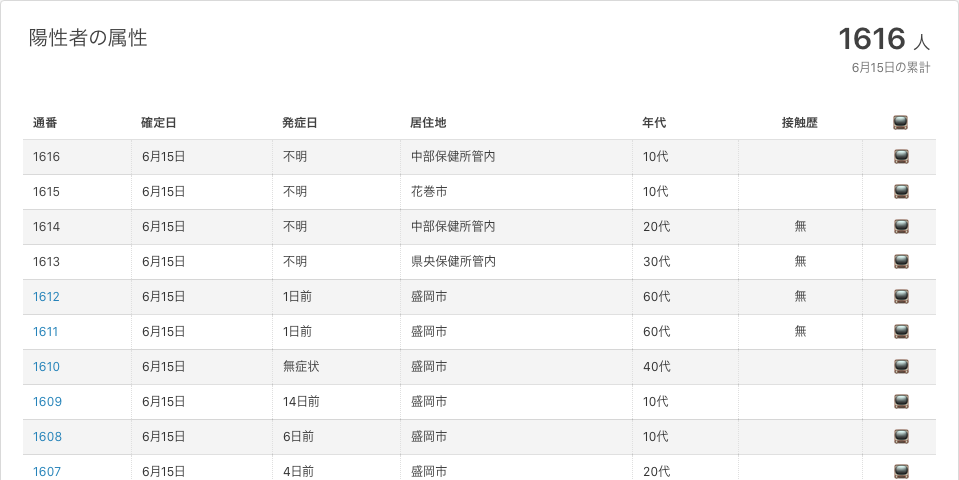 陽性者の属性
1616 人
6月15日の累計
通番 確定日 発症日 居住地 年代 接触歴
1616 6月15日 不明 中部保健所管内 10代
1615 6月15日 不明 花巻市 10代
1614 6月15日 不明 中部保健所管内 20代 無
1613 6月15日 不明 県央保健所管内 30代 無
1612 6月15日 1日前 盛岡市 60代 無
1611 6月15日 1日前 盛岡市 60代 無
1610 6月15日 無症状 盛岡市 40代
1609 6月15日 14日前 盛岡市 10代
1608 6月15日 6日前 盛岡市 10代
1607 6月15日 4日前 盛岡市 20代